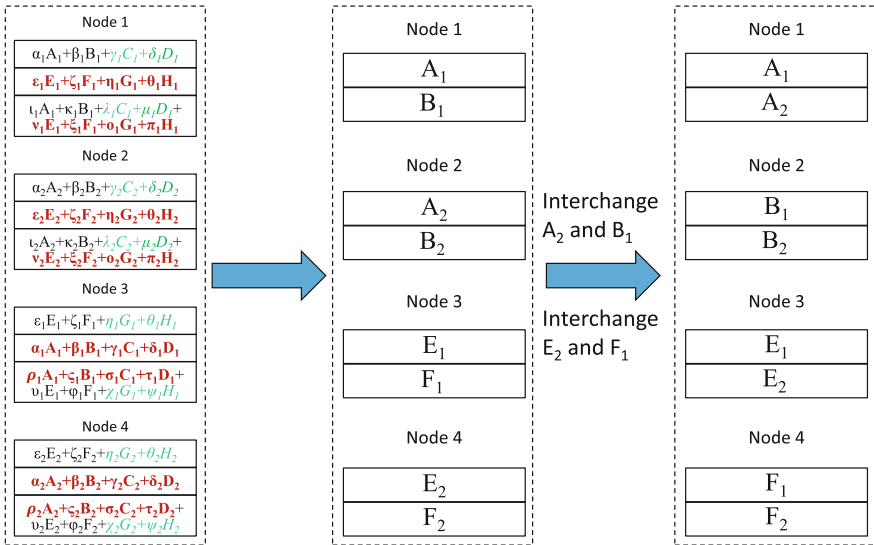 Node 1
α₁A₁+β₁B₁+γ₁C₁+δ₁D₁
ε₁E₁+ζ₁F₁+η₁G₁+θ₁H₁
ι₁A₁+κ₁B₁+λ₁C₁+μ₁D₁+
ν₁E₁+ξ₁F₁+ο₁G₁+π₁H₁
Node 2
α₂A₂+β₂B₂+γ₂C₂+δ₂D₂
ε₂E₂+ζ₂F₂+η₂G₂+θ₂H₂
ι₂A₂+κ₂B₂+λ₂C₂+μ₂D₂+
ν₂E₂+ξ₂F₂+ο₂G₂+π₂H₂
Node 3
ε₁E₁+ζ₁F₁+η₁G₁+θ₁H₁
α₁A₁+β₁B₁+γ₁C₁+δ₁D₁
ρ₁A₁+ς₁B₁+σ₁C₁+τ₁D₁+
υ₁E₁+φ₁F₁+χ₁G₁+ψ₁H₁
Node 4
ε₂E₂+ζ₂F₂+η₂G₂+θ₂H₂
α₂A₂+β₂B₂+γ₂C₂+δ₂D₂
ρ₂A₂+ς₂B₂+σ₂C₂+τ₂D₂+
υ₂E₂+φ₂F₂+χ₂G₂+ψ₂H₂
Node 1
A₁
B₁
Node 2
A₂
B₂
Node 3
E₁
F₁
Node 4
E₂
F₂
Interchange
A₂ and B₁
Interchange
E₂ and F₁
Node 1
A₁
A₂
Node 2
B₁
B₂
Node 3
E₁
E₂
Node 4
F₁
F₂